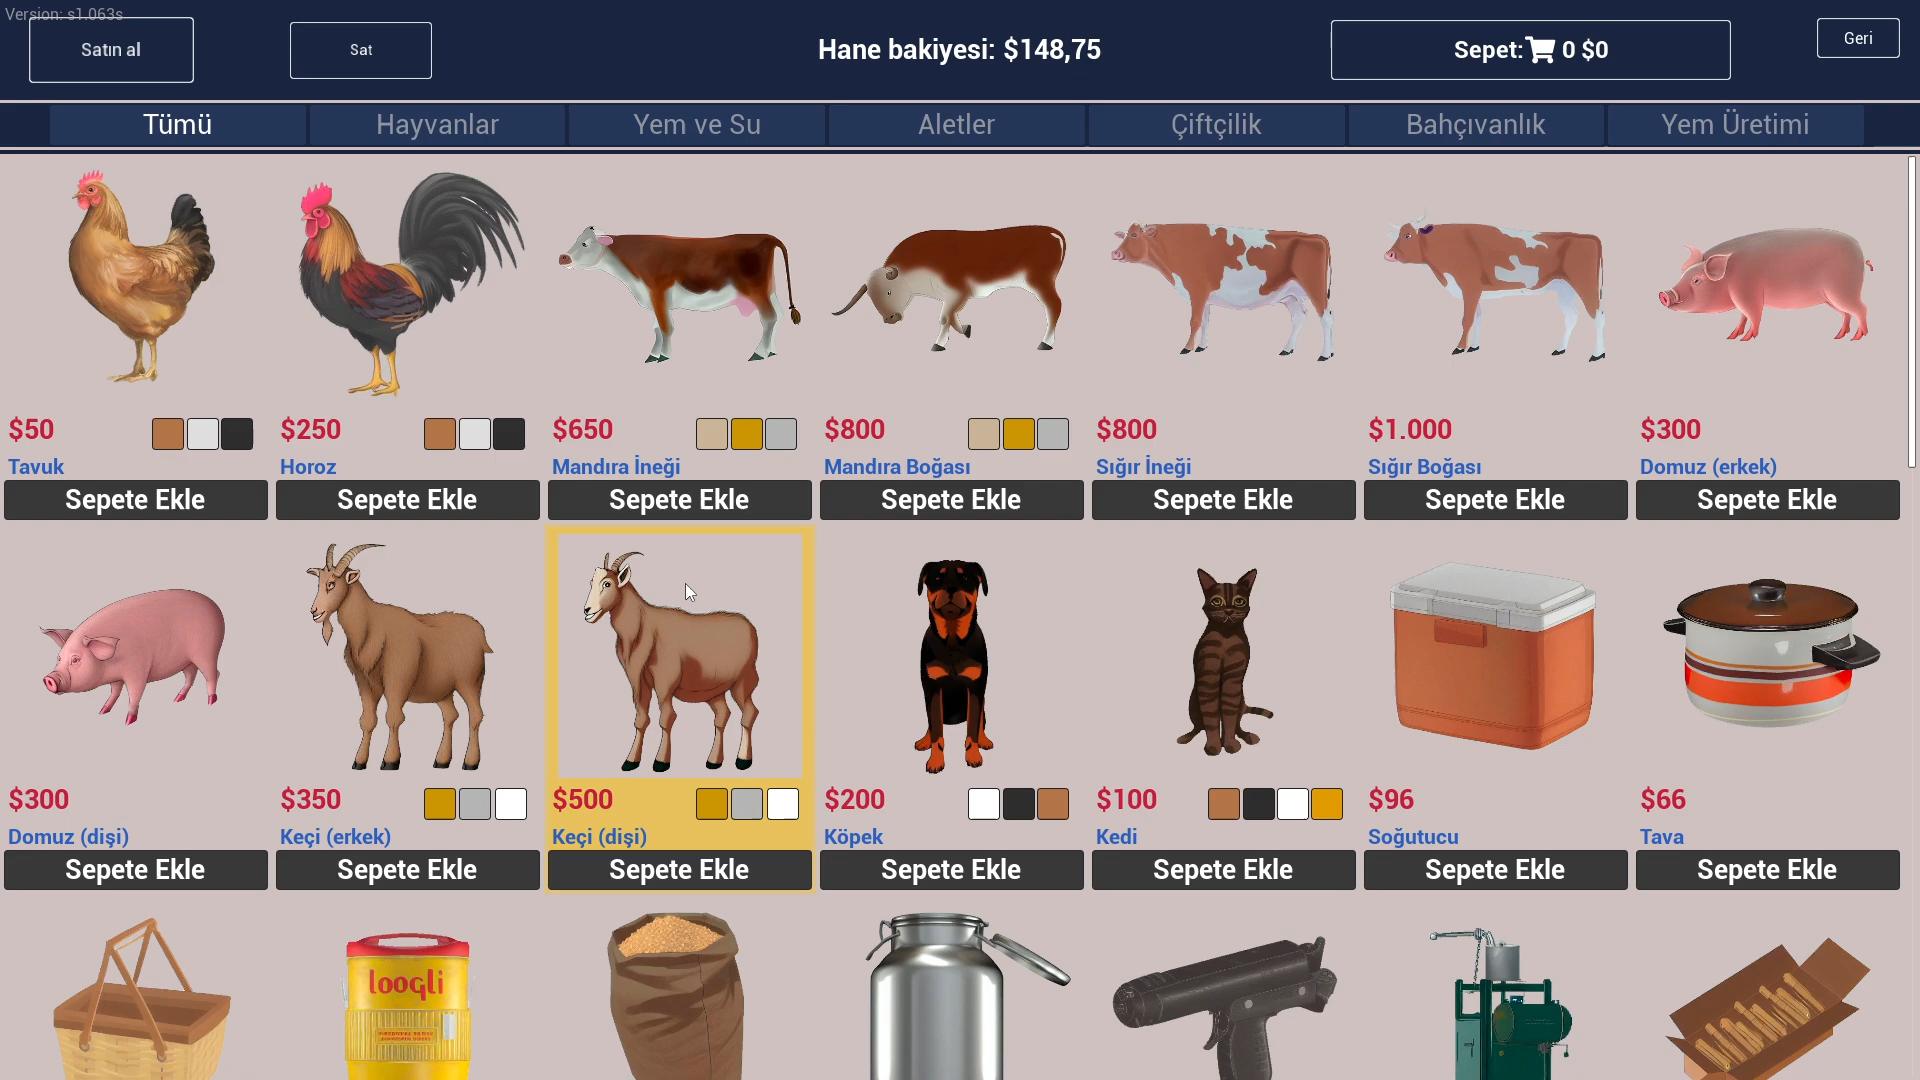 Version: s1.063s
Satın al
Sat
Hane bakiyesi: $148,75
Sepet: 0 $0
Geri
Tümü
Hayvanlar
Yem ve Su
Aletler
Çiftçilik
Bahçıvanlık
Yem Üretimi
$50
Tavuk
Sepete Ekle
$250
Horoz
Sepete Ekle
$650
Mandıra İneği
Sepete Ekle
$800
Mandıra Boğası
Sepete Ekle
$800
Sığır İneği
Sepete Ekle
$1.000
Sığır Boğası
Sepete Ekle
$300
Domuz (erkek)
Sepete Ekle
$300
Domuz (dişi)
Sepete Ekle
$350
Keçi (erkek)
Sepete Ekle
$500
Keçi (dişi)
Sepete Ekle
$200
Köpek
Sepete Ekle
$100
Kedi
Sepete Ekle
$96
Soğutucu
Sepete Ekle
$66
Tava
Sepete Ekle
loogli